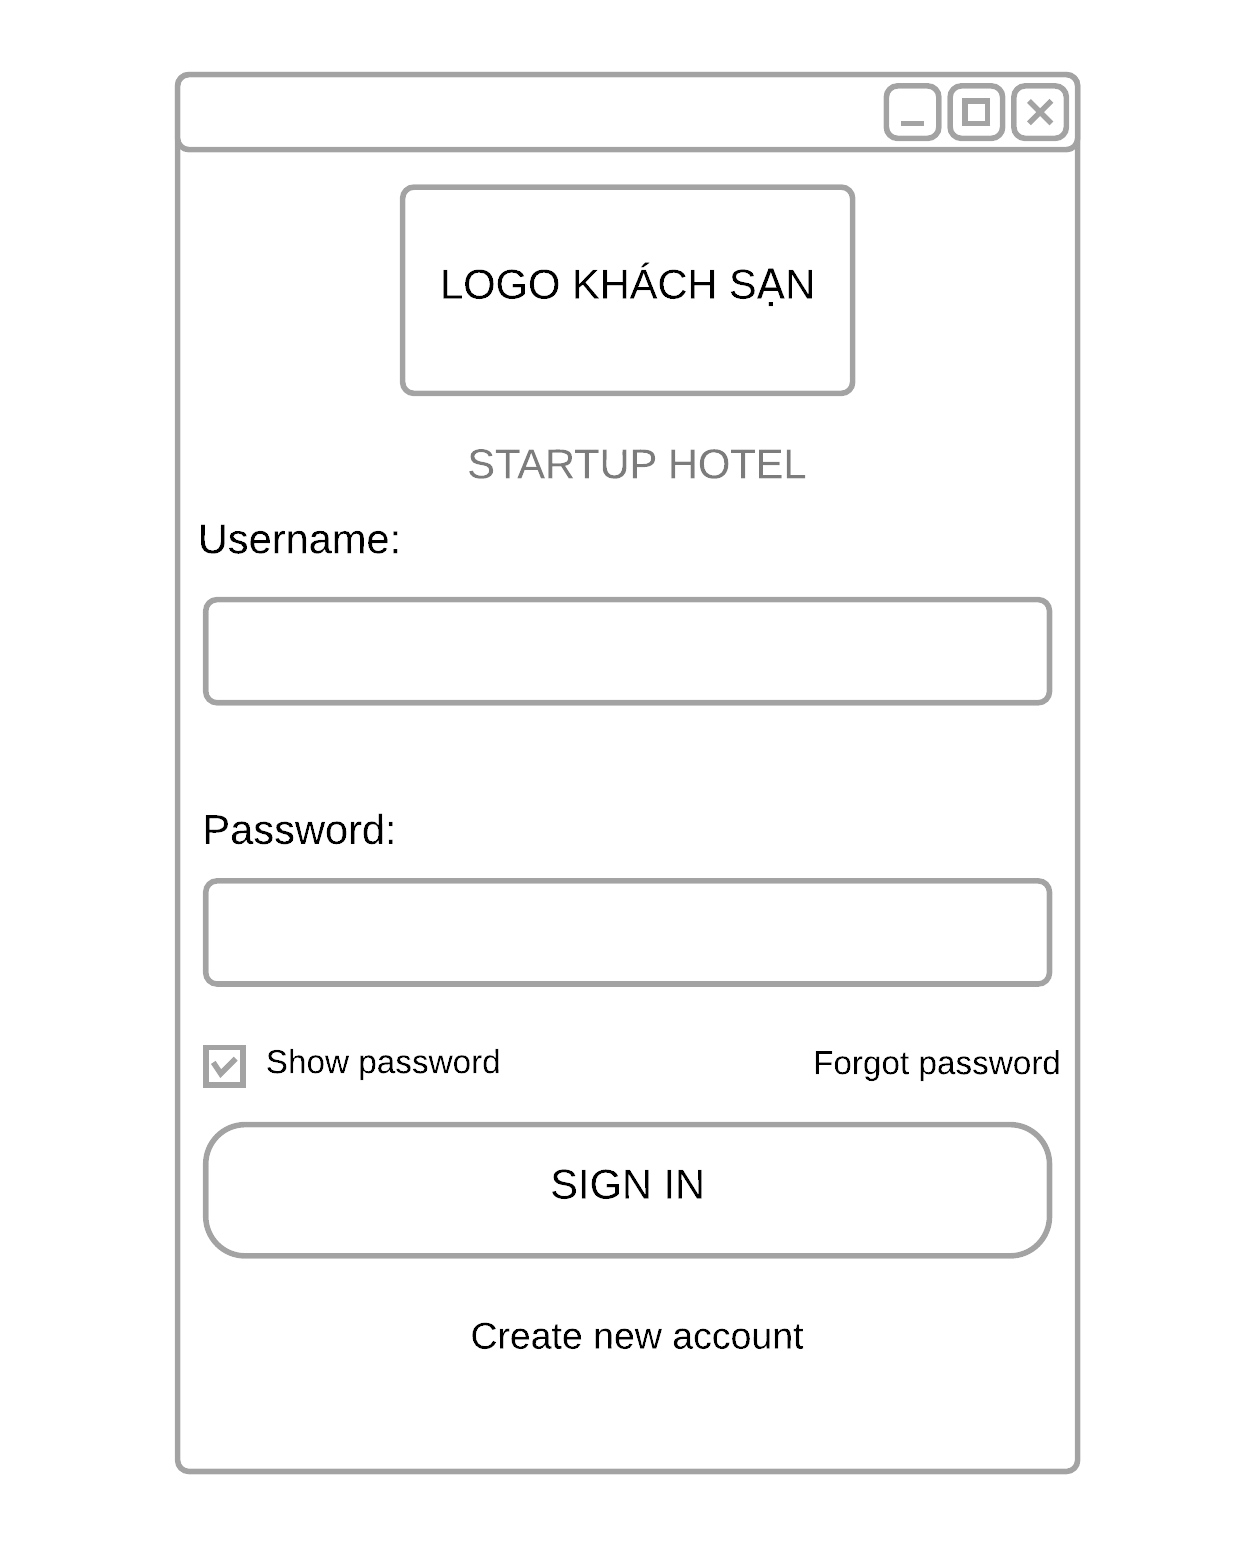 LOGO KHÁCH SẠN
STARTUP HOTEL
Username:
Password:
Show password
Forgot password
SIGN IN
Create new account